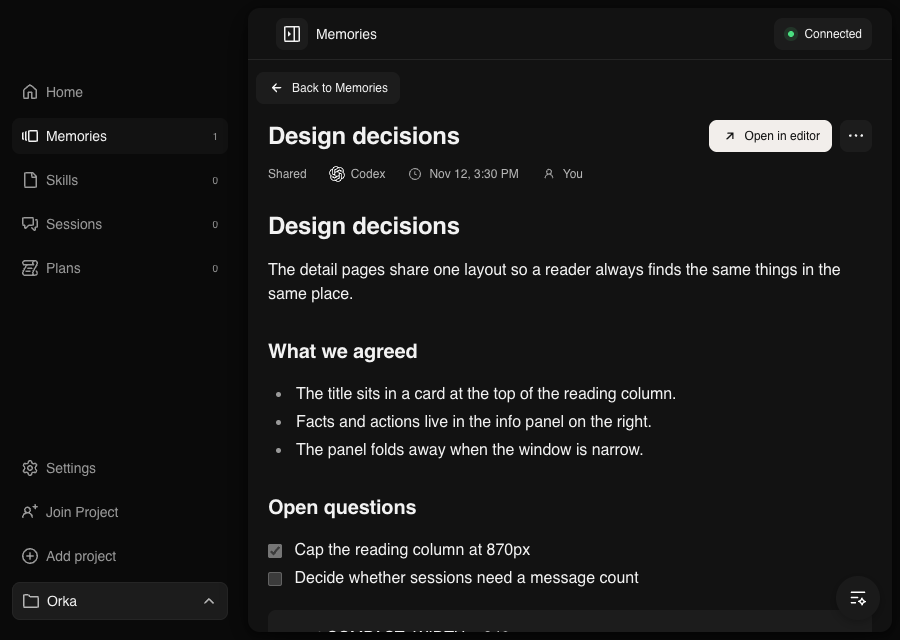 Memories
Connected
Home
Memories 1
Skills 0
Sessions 0
Plans 0
Settings
Join Project
Add project
Orka
Back to Memories
Design decisions
Open in editor
Shared Codex Nov 12, 3:30 PM You
Design decisions
The detail pages share one layout so a reader always finds the same things in the
same place.
What we agreed
The title sits in a card at the top of the reading column.
Facts and actions live in the info panel on the right.
The panel folds away when the window is narrow.
Open questions
Cap the reading column at 870px
Decide whether sessions need a message count